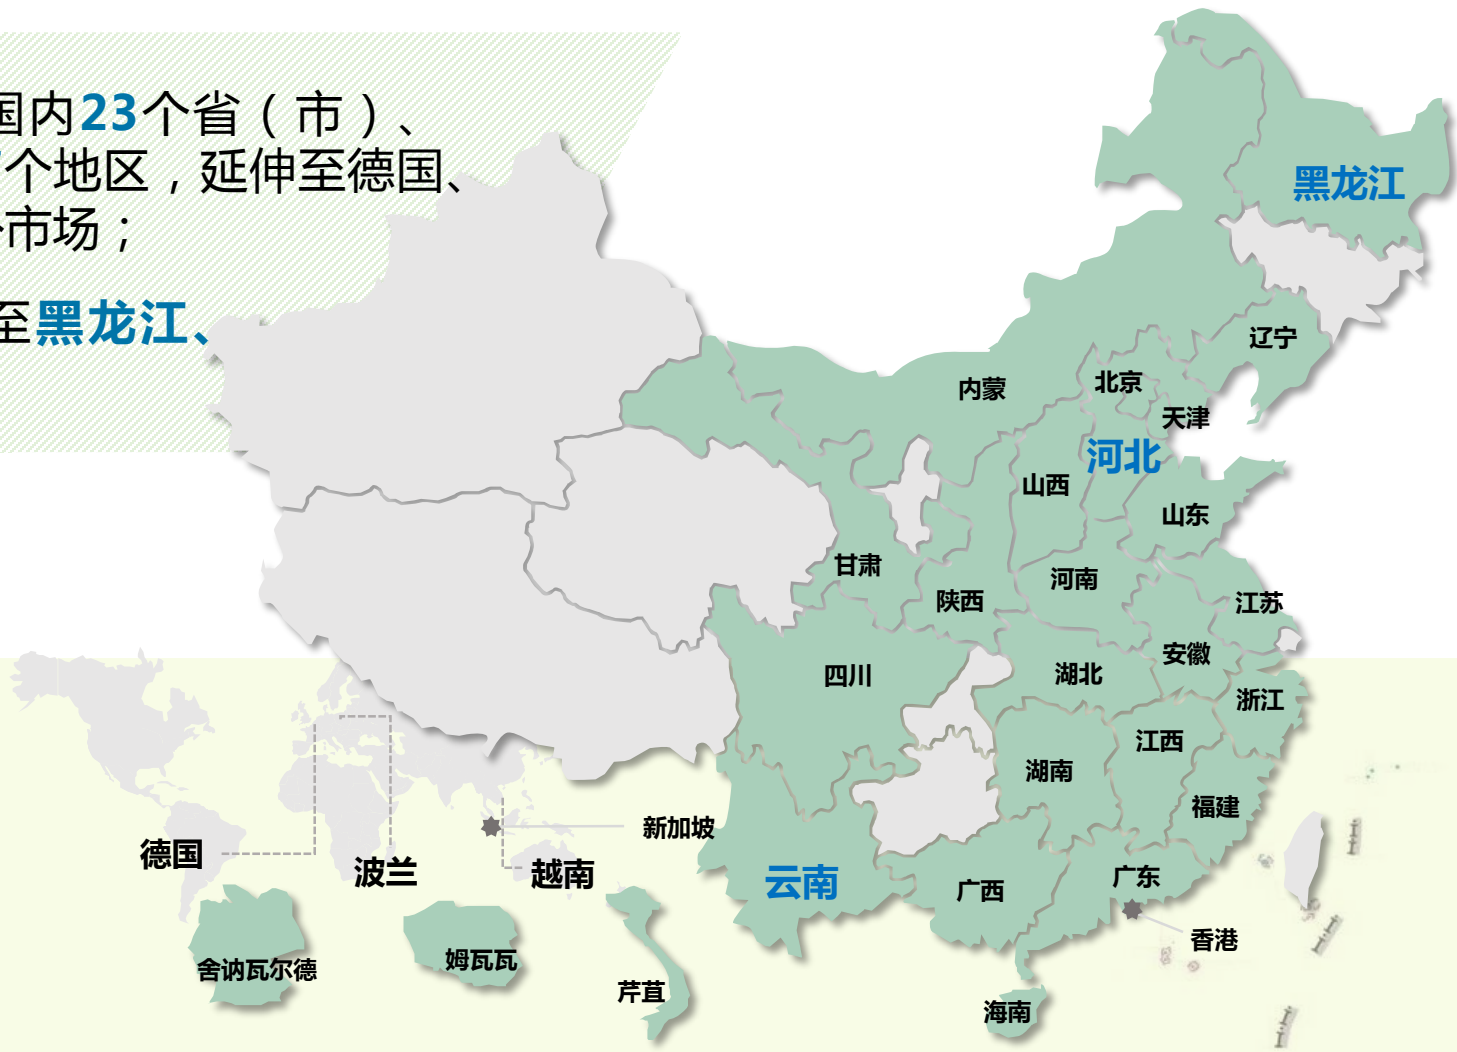 国内23个省（市）、
个地区，延伸至德国、
市场；
至黑龙江、
黑龙江
辽宁
内蒙
北京
天津
河北
山西
山东
甘肃
河南
陕西
江苏
四川
湖北
安徽
浙江
江西
湖南
福建
新加坡
德国
波兰
越南
云南
广西
广东
香港
舍讷瓦尔德
姆瓦瓦
芹苴
海南